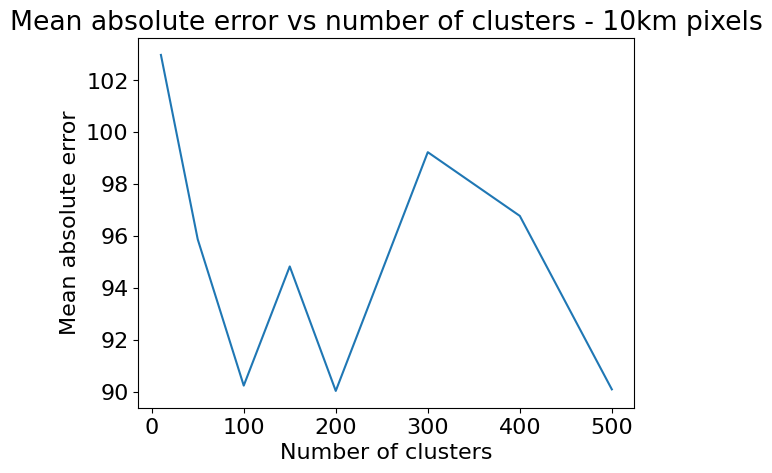 Mean absolute error vs number of clusters - 10km pixels
Mean absolute error
102
100
98
96
94
92
90
0 100 200 300 400 500
Number of clusters